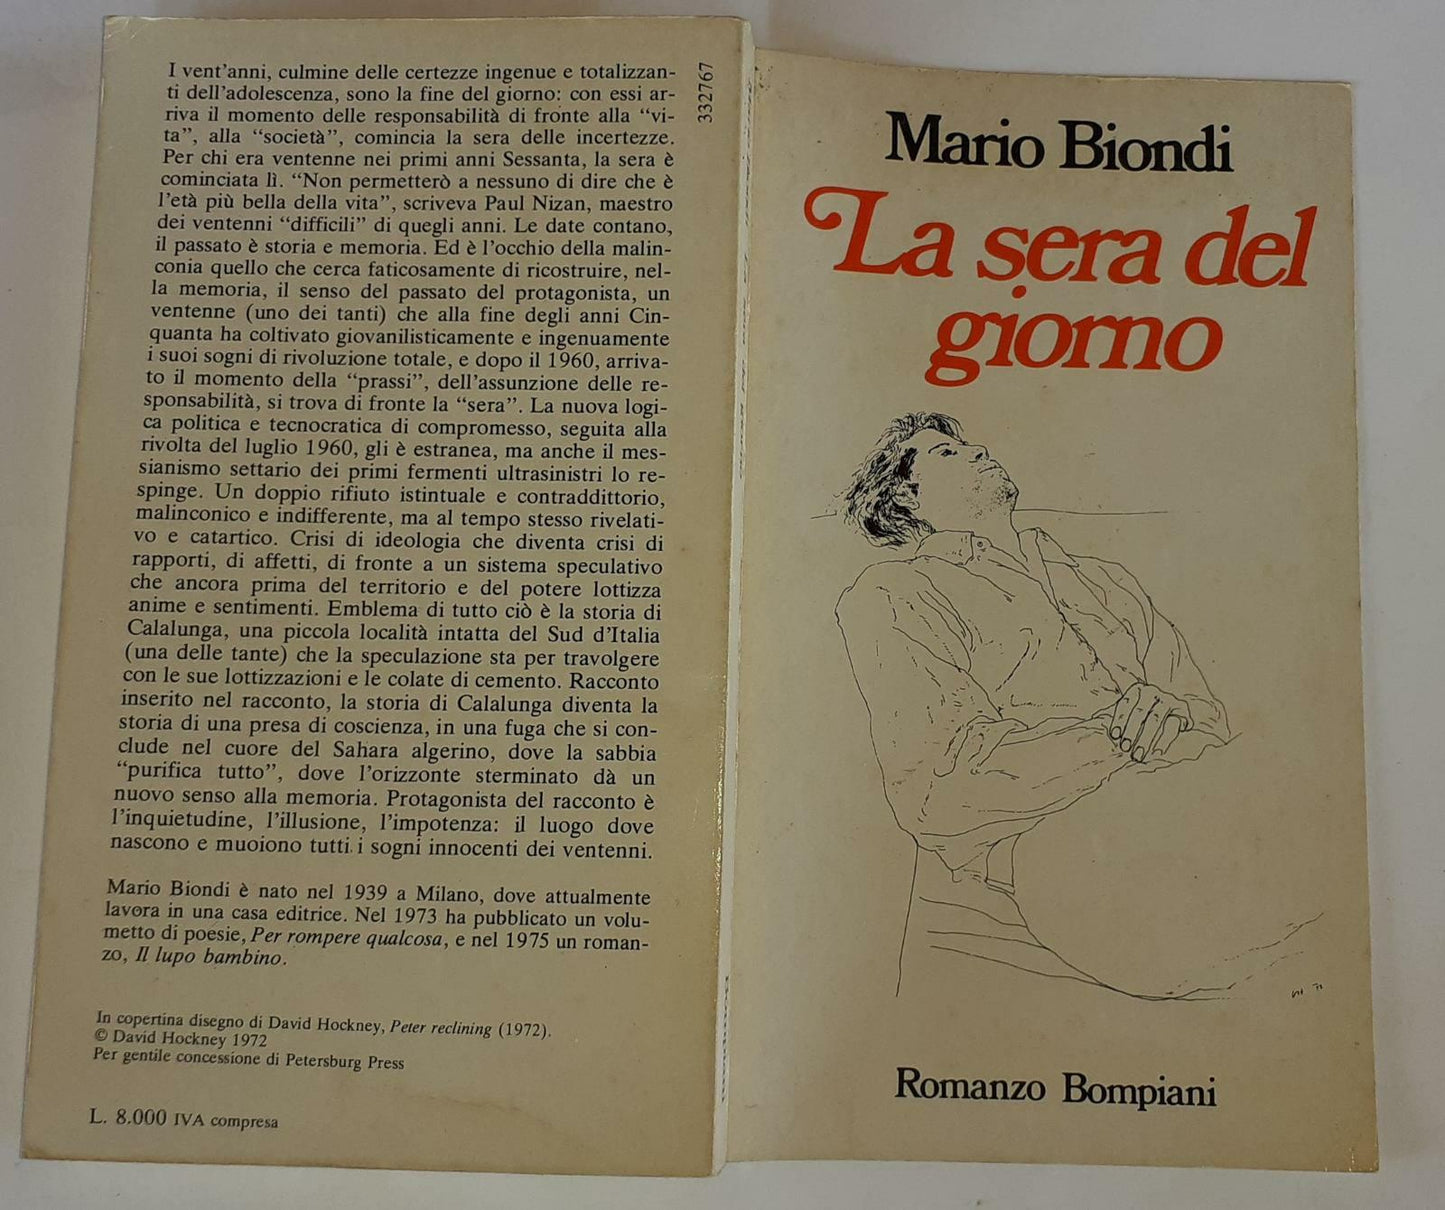 I vent'anni, culmine delle certezze ingenue e totalizzan-
ti dell'adolescenza, sono la fine del giorno: con essi ar-
riva il momento delle responsabilità di fronte alla “vi-
ta”, alla “società”, comincia la sera delle incertezze.
Per chi era ventenne nei primi anni Sessanta, la sera è
cominciata lì. “Non permetterò a nessuno di dire che è
l'età più bella della vita”, scriveva Paul Nizan, maestro
dei ventenni “difficili” di quegli anni. Le date contano,
il passato è storia e memoria. Ed è l'occhio della malin-
conia quello che cerca faticosamente di ricostruire, nel-
la memoria, il senso del passato del protagonista, un
ventenne (uno dei tanti) che alla fine degli anni Cin-
quanta ha coltivato giovanilisticamente e ingenuamente
i suoi sogni di rivoluzione totale, e dopo il 1960, arriva-
to il momento della “prassi”, dell'assunzione delle re-
sponsabilità, si trova di fronte la “sera”. La nuova logi-
ca politica e tecnocratica di compromesso, seguita alla
rivolta del luglio 1960, gli è estranea, ma anche il mes-
sianismo settario dei primi fermenti ultrasinistri lo re-
spinge. Un doppio rifiuto istintuale e contraddittorio,
malinconico e indifferente, ma al tempo stesso rivelati-
vo e catartico. Crisi di ideologia che diventa crisi di
rapporti, di affetti, di fronte a un sistema speculativo
che ancora prima del territorio e del potere lottizza
anime e sentimenti. Emblema di tutto ciò è la storia di
Calalunga, una piccola località intatta del Sud d'Italia
(una delle tante) che la speculazione sta per travolgere
con le sue lottizzazioni e le colate di cemento. Racconto
inserito nel racconto, la storia di Calalunga diventa la
storia di una presa di coscienza, in una fuga che si con-
clude nel cuore del Sahara algerino, dove la sabbia
“purifica tutto”, dove l'orizzonte sterminato dà un
nuovo senso alla memoria. Protagonista del racconto è
l'inquietudine, l'illusione, l'impotenza: il luogo dove
nascono e muoiono tutti i sogni innocenti dei ventenni.
Mario Biondi è nato nel 1939 a Milano, dove attualmente
lavora in una casa editrice. Nel 1973 ha pubblicato un volu-
metto di poesie, Per rompere qualcosa, e nel 1975 un roman-
zo, Il lupo bambino.
In copertina disegno di David Hockney, Peter reclining (1972).
© David Hockney 1972
Per gentile concessione di Petersburg Press
L. 8.000 IVA compresa
332767
Mario Biondi
La sera del
giorno
Romanzo Bompiani